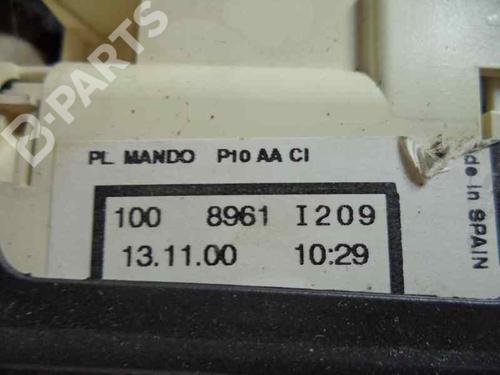 B-PARTS
PL. MANDO P10 AA CI
100 8961 I209
13.11.00 10:29
de in SPAIN